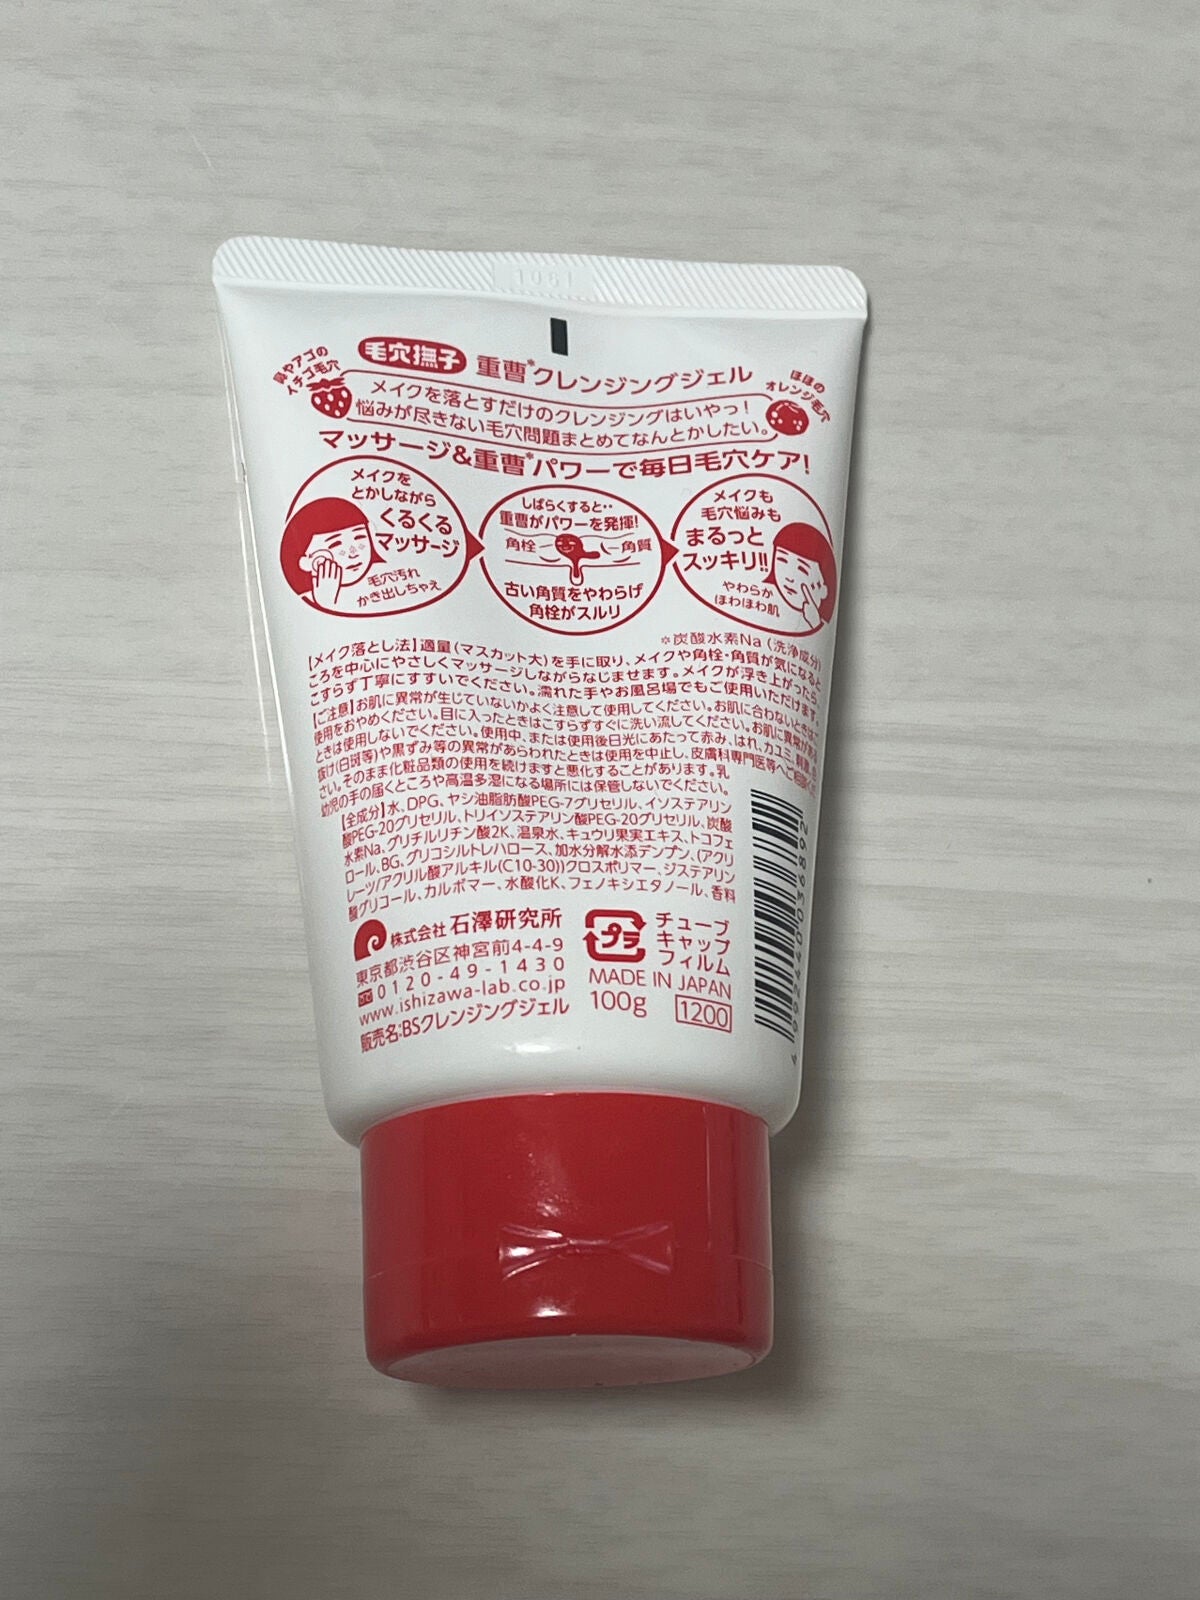 1061
毛穴撫子 重曹*クレンジングジェル
鼻やアゴの
イチゴ毛穴
ほほの
オレンジ毛穴
メイクを落とすだけのクレンジングはいやっ!
悩みが尽きない毛穴問題まとめてなんとかしたい。
マッサージ&重曹*パワーで毎日毛穴ケア!
メイクを
とかしながら
くるくる
マッサージ
毛穴汚れ
かき出しちゃえ
しばらくすると‥
重曹がパワーを発揮!
角栓 角質
古い角質をやわらげ
角栓がスルリ
メイクも
毛穴悩みも
まるっと
スッキリ!!
やわらか
ほわほわ肌
※炭酸水素Na(洗浄成分)
【メイク落とし法】適量(マスカット大)を手に取り、メイクや角栓・角質が気になると
ころを中心にやさしくマッサージしながらなじませます。メイクが浮き上がったら、
こすらず丁寧にすすいでください。濡れた手やお風呂場でもご使用いただけます。
【ご注意】お肌に異常が生じていないかよく注意して使用してください。お肌に合わないときはご
使用をおやめください。目に入ったときはこすらずすぐに洗い流してください。お肌に異常がある
ときは使用しないでください。使用中、または使用後日光にあたって赤み、はれ、カユミ、刺激、色
抜け(白斑等)や黒ずみ等の異常があらわれたときは使用を中止し、皮膚科専門医等へご相談くだ
さい。そのまま化粧品類の使用を続けますと悪化することがあります。乳
幼児の手の届くところや高温多湿になる場所には保管しないでください。
【全成分】水、DPG、ヤシ油脂肪酸PEG-7グリセリル、イソステアリン
酸PEG-20グリセリル、トリイソステアリン酸PEG-20グリセリル、炭酸
水素Na、グリチルリチン酸2K、温泉水、キュウリ果実エキス、トコフェ
ロール、BG、グリコシルトレハロース、加水分解水添デンプン、(アクリ
レーツ/アクリル酸アルキル(C10-30))クロスポリマー、ジステアリン
酸グリコール、カルボマー、水酸化K、フェノキシエタノール、香料
株式会社 石澤研究所
東京都渋谷区神宮前4-4-9
0120-49-1430
www.ishizawa-lab.co.jp
販売名:BSクレンジングジェル
プラ
チューブ
キャップ
フィルム
MADE IN JAPAN
100g 1200
4 992440 036892